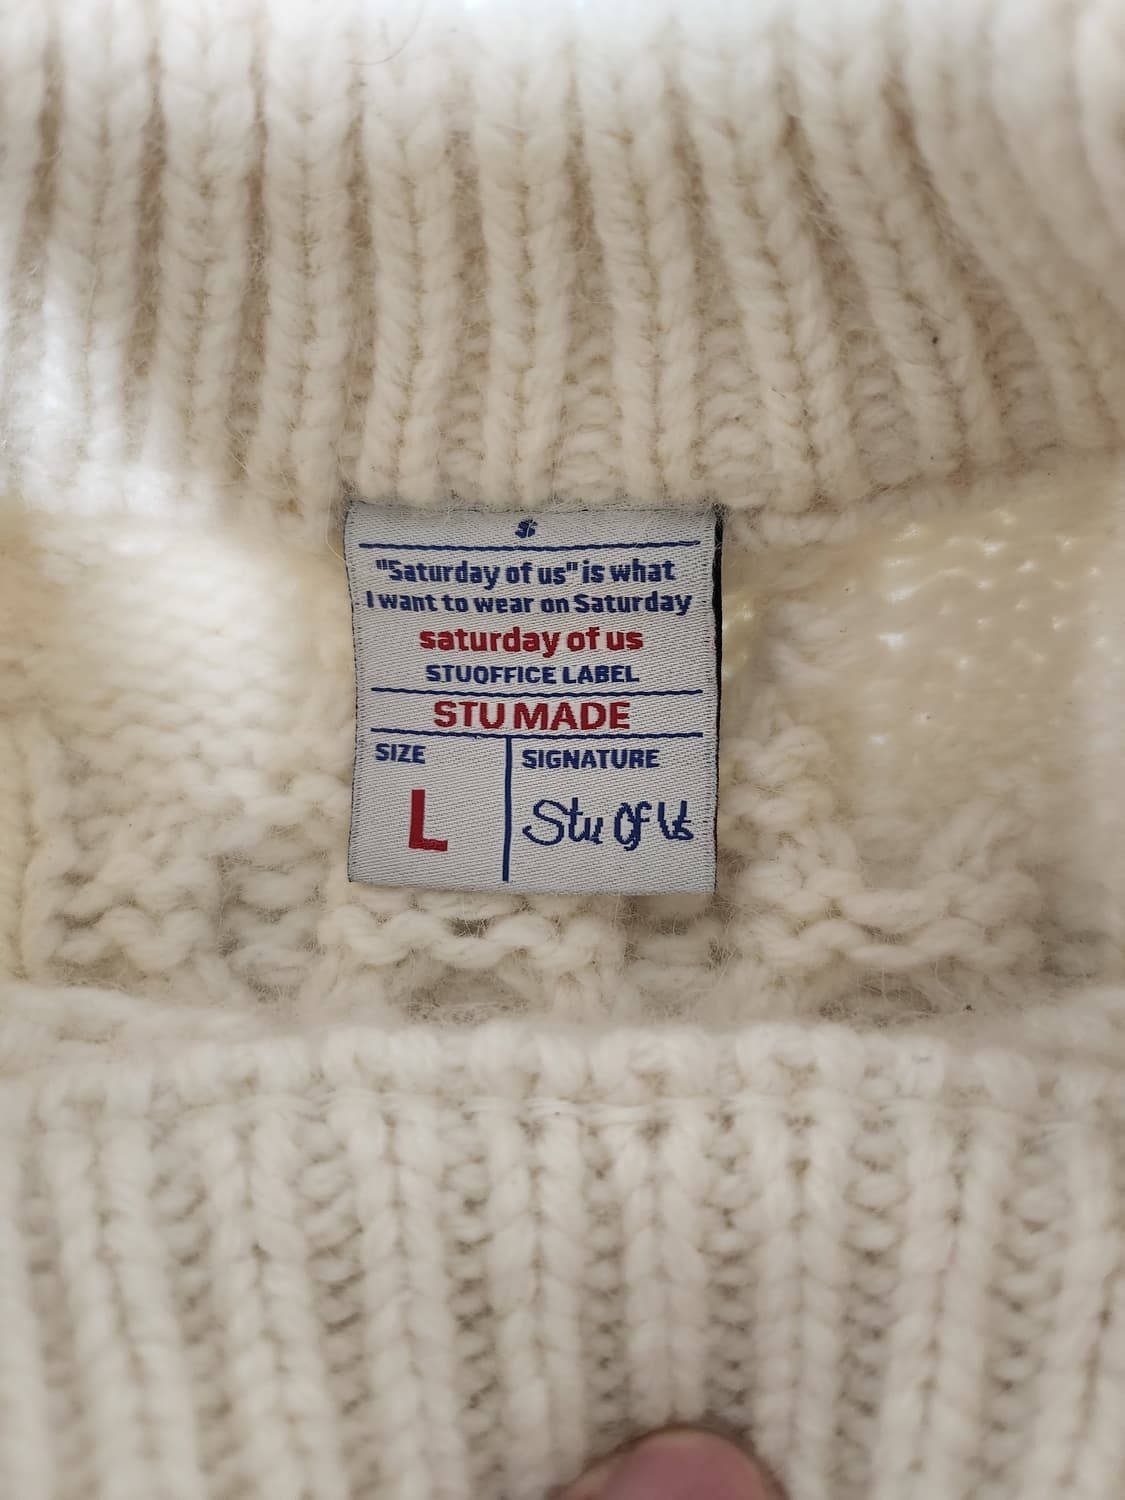 S
"Saturday of us" is what
I want to wear on Saturday
saturday of us
STUOFFICE LABEL
STU MADE
SIZE
SIGNATURE
L
Stu Of Us